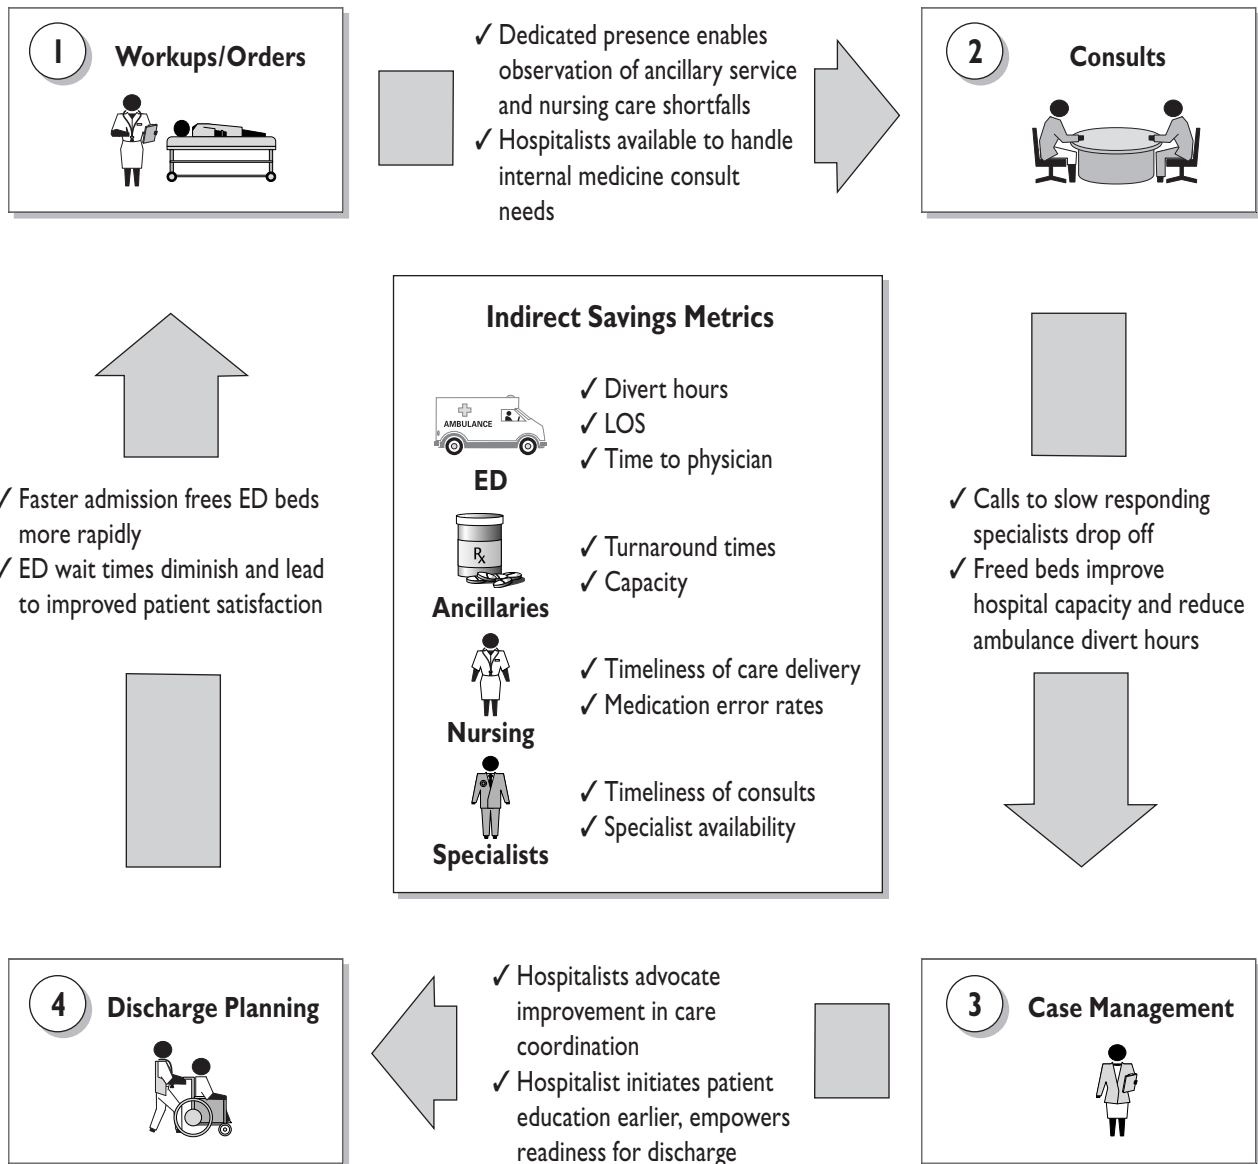 1
Workups/Orders
✓ Dedicated presence enables
observation of ancillary service
and nursing care shortfalls
✓ Hospitalists available to handle
internal medicine consult
needs
2
Consults
✓ Calls to slow responding
specialists drop off
✓ Freed beds improve
hospital capacity and reduce
ambulance divert hours
3
Case Management
✓ Hospitalists advocate
improvement in care
coordination
✓ Hospitalist initiates patient
education earlier, empowers
readiness for discharge
4
Discharge Planning
✓ Faster admission frees ED beds
more rapidly
✓ ED wait times diminish and lead
to improved patient satisfaction
Indirect Savings Metrics
AMBULANCE
ED
✓ Divert hours
✓ LOS
✓ Time to physician
Rx
Ancillaries
✓ Turnaround times
✓ Capacity
Nursing
✓ Timeliness of care delivery
✓ Medication error rates
Specialists
✓ Timeliness of consults
✓ Specialist availability